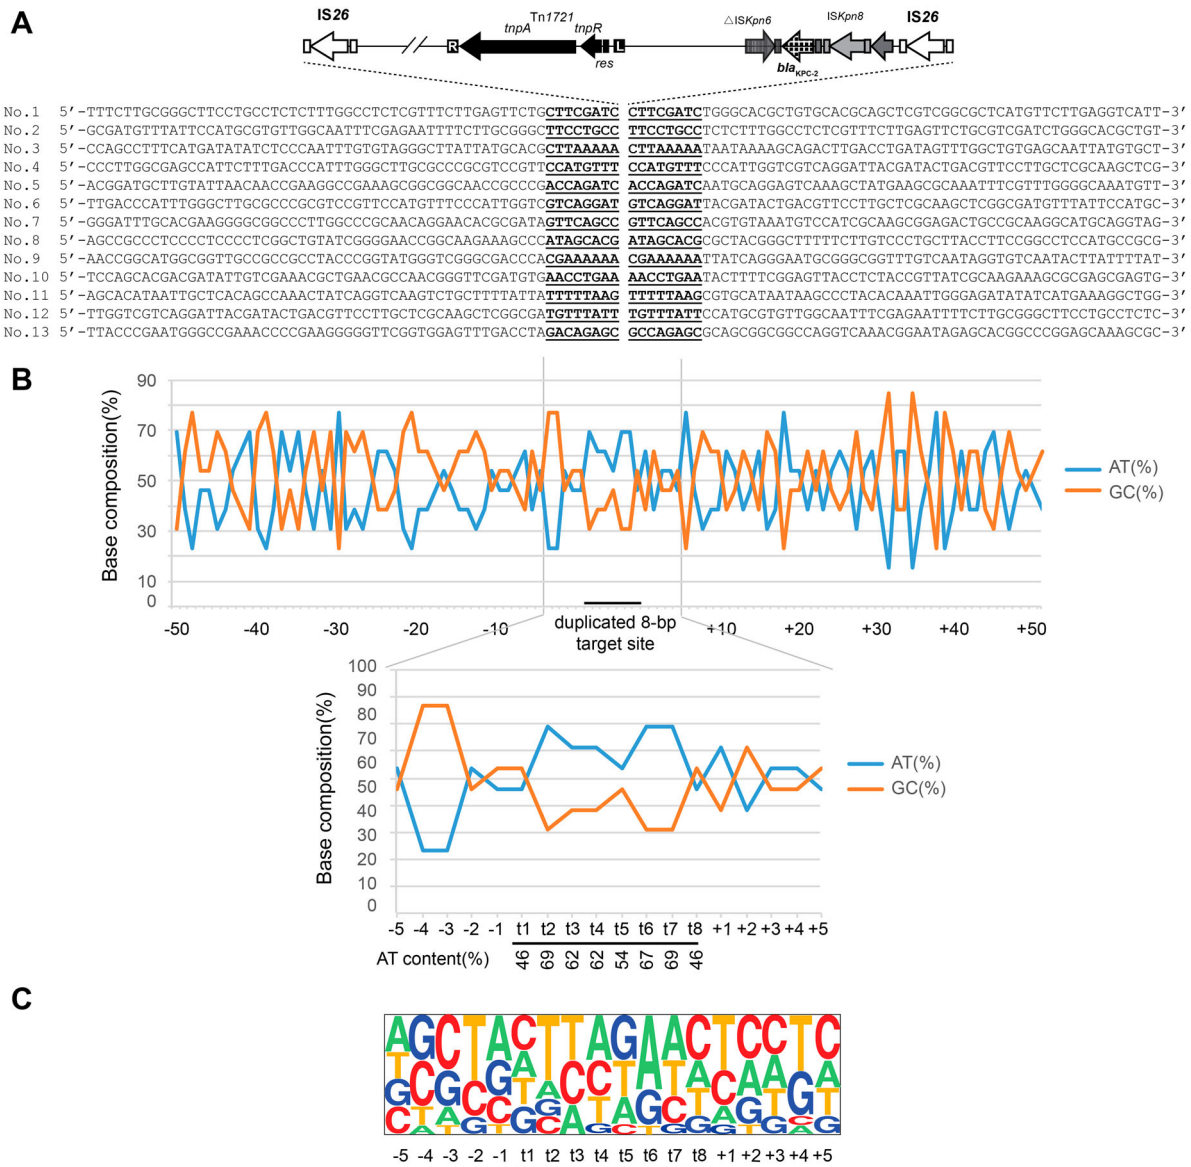 A
IS26
Tn1721
tnpA
tnpR
△ISKpn6
ISKpn8
IS26
R
L
res
blaKPC-2
No.1 5′-TTTCTTGCGGGCTTCCTGCCTCTCTTTGGCCTCTCGTTTCTTGAGTTCTGCTTCGATC CTTCGATCTGGGCACGCTGTGCACGCAGCTCGTCGGCGCTCATGTTCTTGAGGTCATT-3′
No.2 5′-GCGATGTTTATTCCATGCGTGTTGGCAATTTCGAGAATTTTCTTGCGGGCTTCCTGCC TTCCTGCCTCTCTTTGGCCTCTCGTTTCTTGAGTTCTGCGTCGATCTGGGCACGCTGT-3′
No.3 5′-CCAGCCTTTCATGATATATCTCCCAATTTGTGTAGGGCTTATTATGCACGCTTAAAAA CTTAAAAATAATAAAAGCAGACTTGACCTGATAGTTTGGCTGTGAGCAATTATGTGCT-3′
No.4 5′-CCCTTGGCGAGCCATTCTTTGACCCATTTGGGCTTGCGCCCGCGTCCGTTCCATGTTT CCATGTTTCCCATTGGTCGTCAGGATTACGATACTGACGTTCCTTGCTCGCAAGCTCG-3′
No.5 5′-ACGGATGCTTGTATTAACAACCGAAGGCCGAAAGCGGCGGCAACCGCCCGACCAGATC ACCAGATCAATGCAGGAGTCAAAGCTATGAAGCGCAAATTTCGTTTGGGGCAAATGTT-3′
No.6 5′-TTGACCCATTTGGGCTTGCGCCCGCGTCCGTTCCATGTTTCCCATTGGTCGTCAGGAT GTCAGGATTACGATACTGACGTTCCTTGCTCGCAAGCTCGGCGATGTTTATTCCATGC-3′
No.7 5′-GGGATTTGCACGAAGGGGCGGCCCTTGGCCCGCAACAGGAACACGCGATAGTTCAGCC GTTCAGCCACGTGTAAATGTCCATCGCAAGCGGAGACTGCCGCAAGGCATGCAGGTAG-3′
No.8 5′-AGCCGCCCTCCCCTCCCCTCGGCTGTATCGGGGAACCGGCAAGAAAGCCCATAGCACG ATAGCACGCGCTACGGGCTTTTTCTTGTCCCTGCTTACCTTCCGGCCTCCATGCCGCG-3′
No.9 5′-AACCGGCATGGCGGTTGCCGCCGCCTACCCGGTATGGGTCGGGCGACCCACGAAAAAA CGAAAAAATTATCAGGGAATGCGGGCGGTTTGTCAATAGGTGTCAATACTTATTTTAT-3′
No.10 5′-TCCAGCACGACGATATTGTCGAAACGCTGAACGCCAACGGGTTCGATGTGAACCTGAA AACCTGAATACTTTTCGGAGTTACCTCTACCGTTATCGCAAGAAAGCGCGAGCGAGTG-3′
No.11 5′-AGCACATAATTGCTCACAGCCAAACTATCAGGTCAAGTCTGCTTTTATTATTTTTAAG TTTTTAAGCGTGCATAATAAGCCCTACACAAATTGGGAGATATATCATGAAAGGCTGG-3′
No.12 5′-TTGGTCGTCAGGATTACGATACTGACGTTCCTTGCTCGCAAGCTCGGCGATGTTTATT TGTTTATTCCATGCGTGTTGGCAATTTCGAGAATTTTCTTGCGGGCTTCCTGCCTCTC-3′
No.13 5′-TTACCCGAATGGGCCGAAACCCCGAAGGGGGTTCGGTGGAGTTTGACCTAGACAGAGC GCCAGAGCGCAGCGGCGGCCAGGTCAAACGGAATAGAGCACGGCCCGGAGCAAAGCGC-3′
B
Base composition(%)
90
70
50
30
10
0
-50 -40 -30 -20 -10 duplicated 8-bp +10 +20 +30 +40 +50
target site
AT(%)
GC(%)
Base composition(%)
100
90
80
70
60
50
40
30
20
10
0
AT(%)
GC(%)
-5 -4 -3 -2 -1 t1 t2 t3 t4 t5 t6 t7 t8 +1 +2 +3 +4 +5
AT content(%) 46 69 62 62 54 67 69 46
C
AGCTACTTAGAACTCCTC
-5 -4 -3 -2 -1 t1 t2 t3 t4 t5 t6 t7 t8 +1 +2 +3 +4 +5